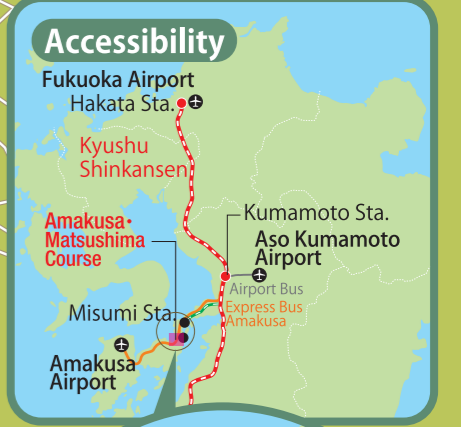 Accessibility
Fukuoka Airport
Hakata Sta.
Kyushu
Shinkansen
Kumamoto Sta.
Amakusa・
Matsushima
Course
Aso Kumamoto
Airport
Airport Bus
Express Bus
Amakusa
Misumi Sta.
Amakusa
Airport